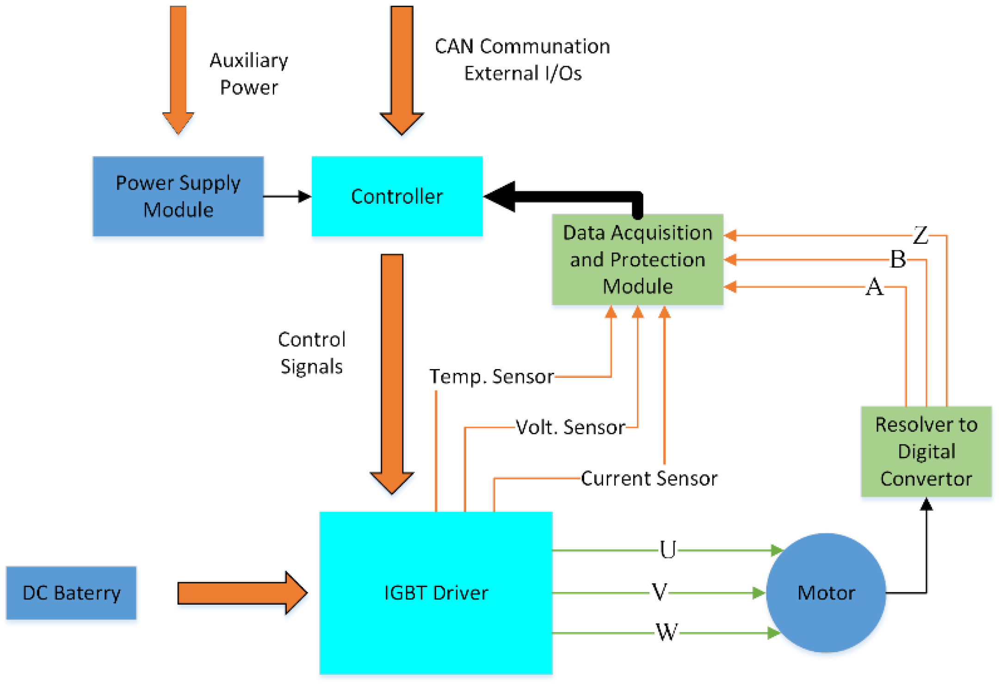 Auxiliary
Power
CAN Communation
External I/Os
Power Supply
Module
Controller
Data Acquisition
and Protection
Module
Z
B
A
Control
Signals
Temp. Sensor
Volt. Sensor
Current Sensor
Resolver to
Digital
Convertor
DC Baterry
IGBT Driver
U
V
W
Motor